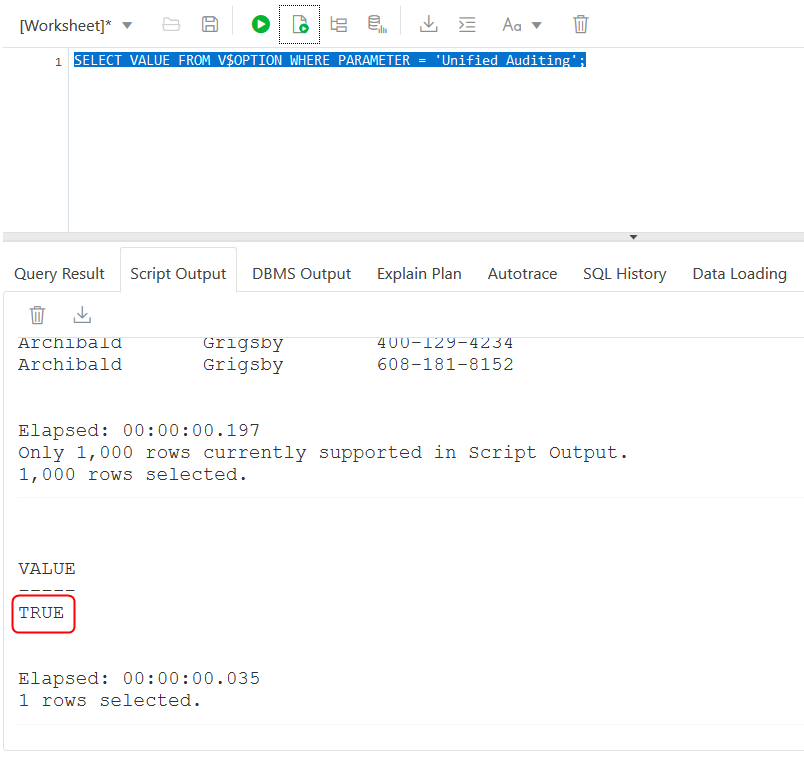 [Worksheet]*
Aa
1 SELECT VALUE FROM V$OPTION WHERE PARAMETER = 'Unified Auditing';
Query Result Script Output DBMS Output Explain Plan Autotrace SQL History Data Loading
Archibald Grigsby 400-129-4234
Archibald Grigsby 608-181-8152
Elapsed: 00:00:00.197
Only 1,000 rows currently supported in Script Output.
1,000 rows selected.
VALUE
-----
TRUE
Elapsed: 00:00:00.035
1 rows selected.